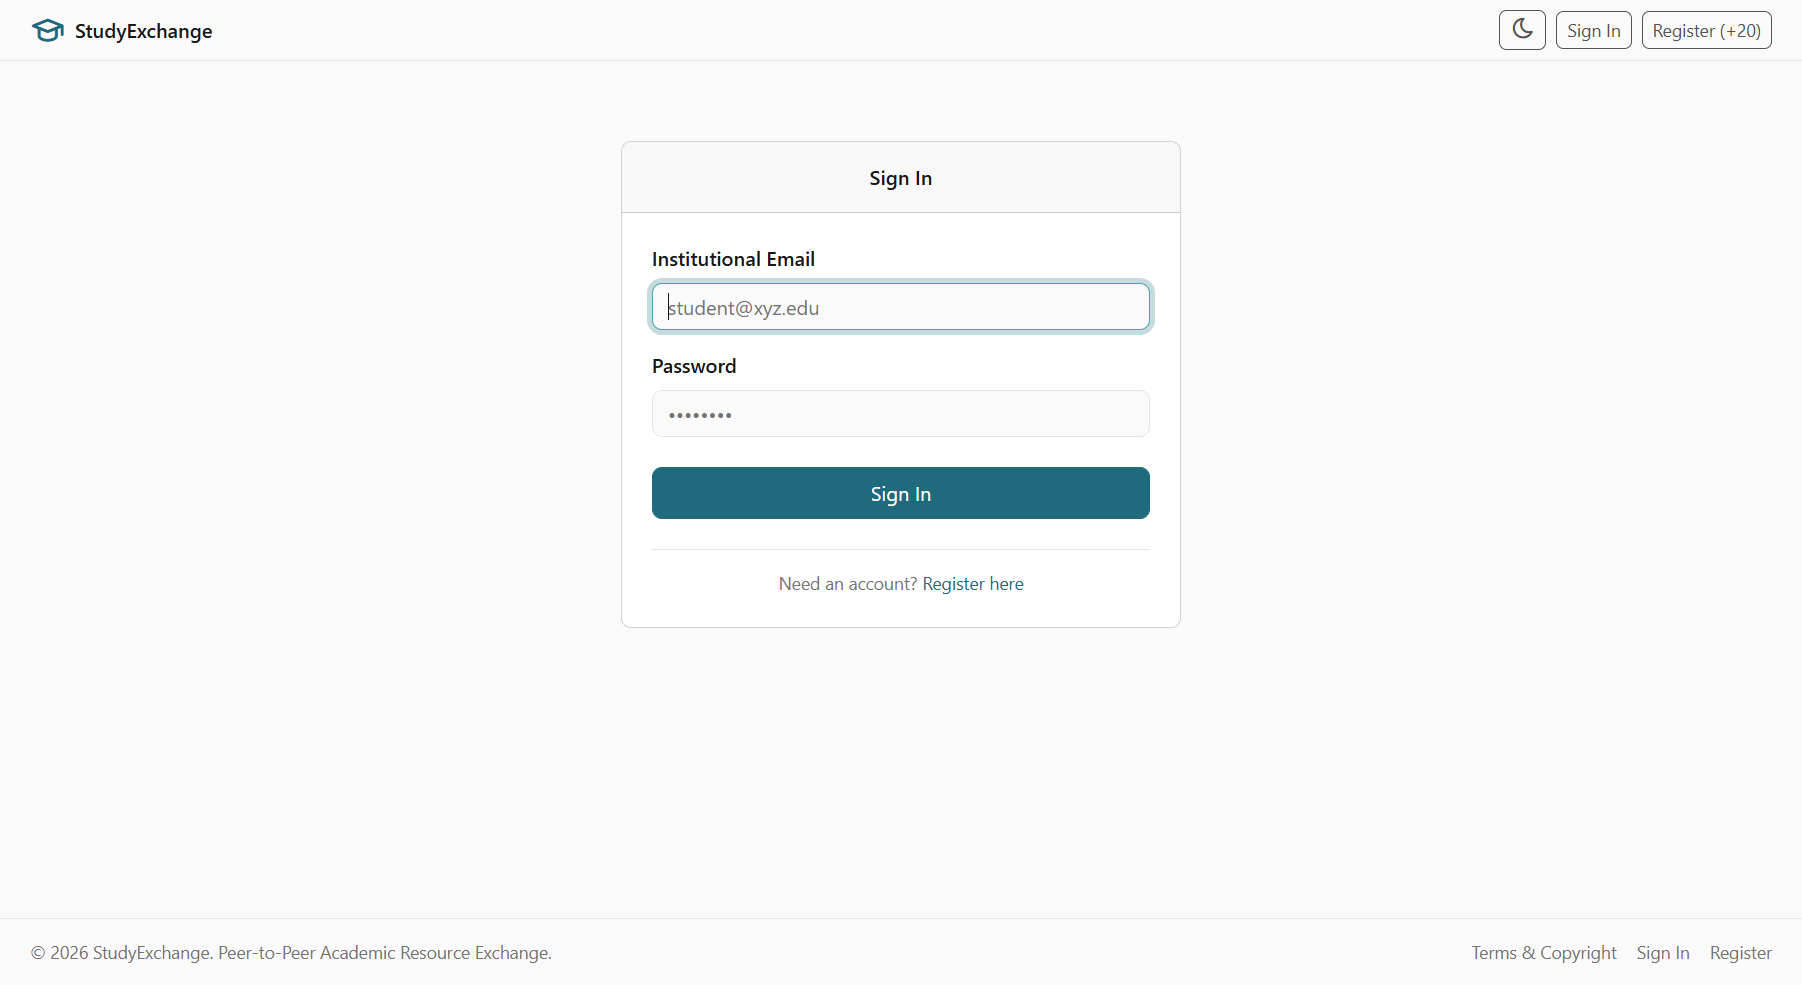 StudyExchange
Sign In
Register (+20)
Sign In
Institutional Email
student@xyz.edu
Password
••••••••
Sign In
Need an account? Register here
© 2026 StudyExchange. Peer-to-Peer Academic Resource Exchange.
Terms & Copyright
Sign In
Register